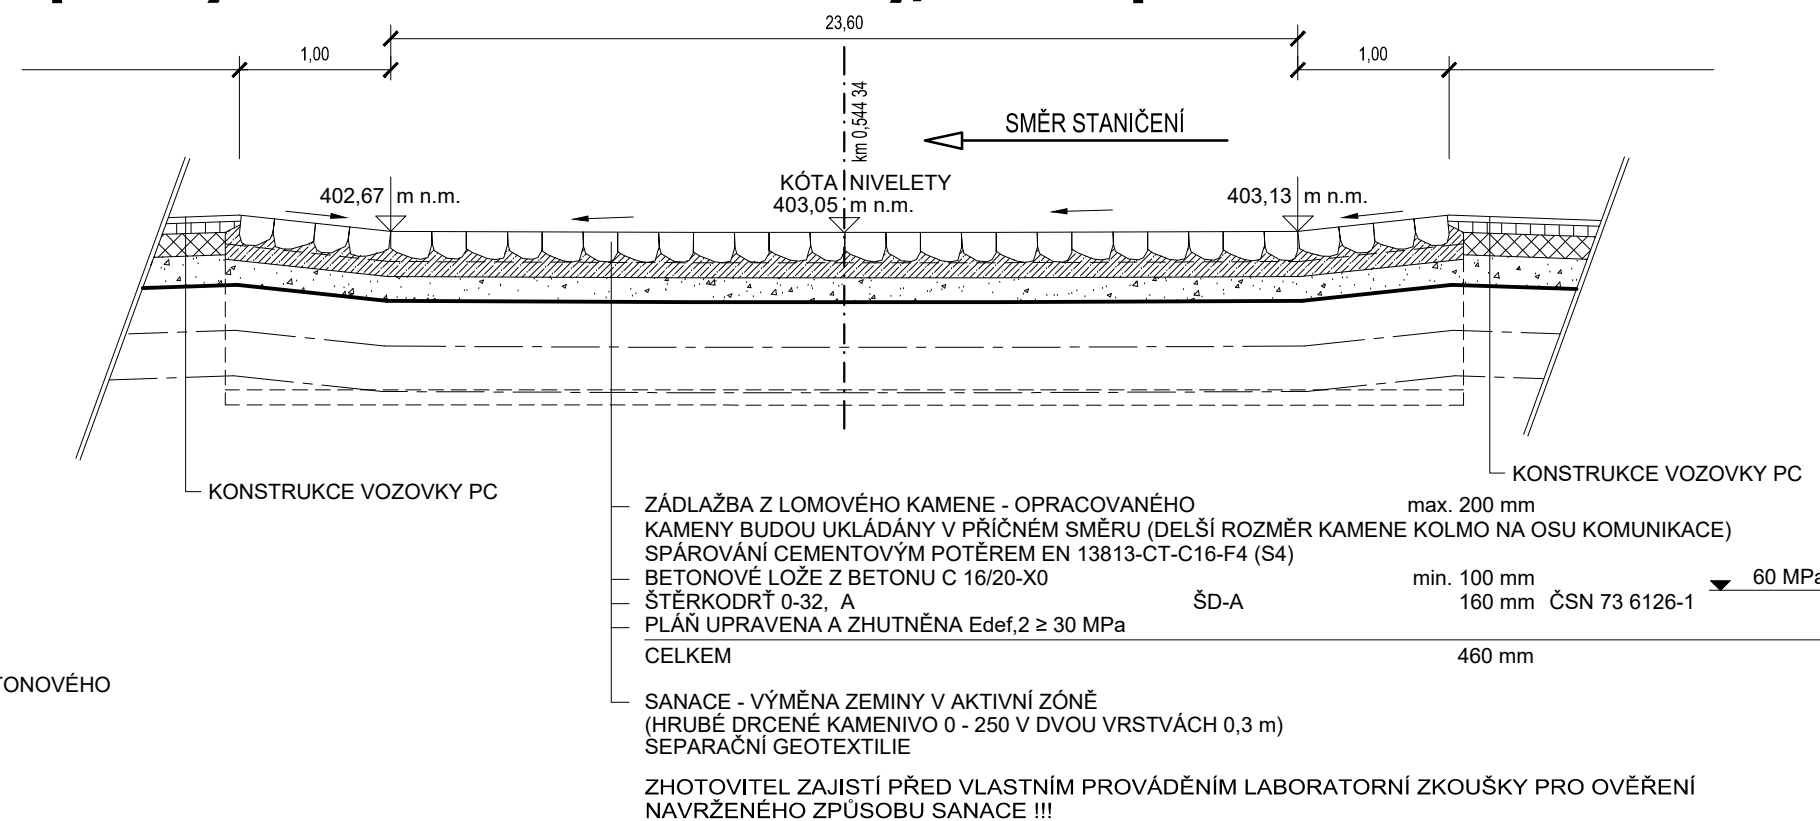 23,60
1,00
1,00
km 0,544 34
SMĚR STANIČENÍ
KÓTA NIVELETY
402,67 m n.m.
403,05 m n.m.
403,13 m n.m.
KONSTRUKCE VOZOVKY PC
KONSTRUKCE VOZOVKY PC
ZÁDLAŽBA Z LOMOVÉHO KAMENE - OPRACOVANÉHO max. 200 mm
KAMENY BUDOU UKLÁDÁNY V PŘÍČNÉM SMĚRU (DELŠÍ ROZMĚR KAMENE KOLMO NA OSU KOMUNIKACE)
SPÁROVÁNÍ CEMENTOVÝM POTĚREM EN 13813-CT-C16-F4 (S4)
BETONOVÉ LOŽE Z BETONU C 16/20-X0 min. 100 mm 60 MPa
ŠTĚRKODRŤ 0-32, A ŠD-A 160 mm ČSN 73 6126-1
PLÁŇ UPRAVENA A ZHUTNĚNA Edef,2 ≥ 30 MPa
CELKEM 460 mm
TONOVÉHO
SANACE - VÝMĚNA ZEMINY V AKTIVNÍ ZÓNĚ
(HRUBÉ DRCENÉ KAMENIVO 0 - 250 V DVOU VRSTVÁCH 0,3 m)
SEPARAČNÍ GEOTEXTILIE
ZHOTOVITEL ZAJISTÍ PŘED VLASTNÍM PROVÁDĚNÍM LABORATORNÍ ZKOUŠKY PRO OVĚŘENÍ
NAVRŽENÉHO ZPŮSOBU SANACE !!!